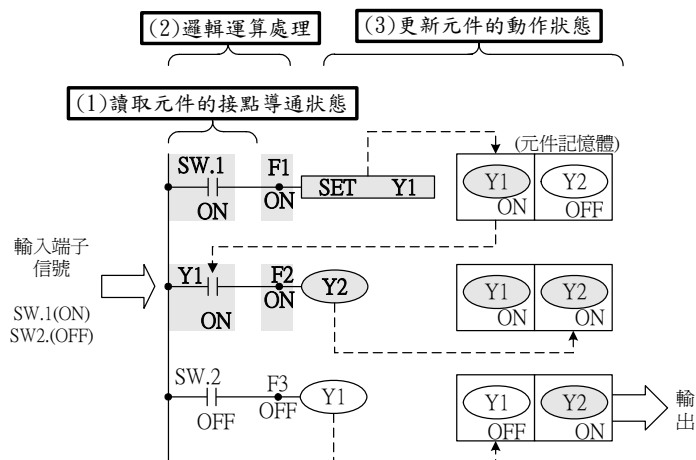 (2)邏輯運算處理
(3)更新元件的動作狀態
(1)讀取元件的接點導通狀態
(元件記憶體)
SW.1
F1
ON
ON
SET Y1
Y1
ON
Y2
OFF
輸入端子
信號
SW.1(ON)
SW2.(OFF)
Y1
F2
ON
ON
Y2
Y1
ON
Y2
ON
SW.2
F3
OFF
OFF
Y1
Y1
OFF
Y2
ON
輸
出